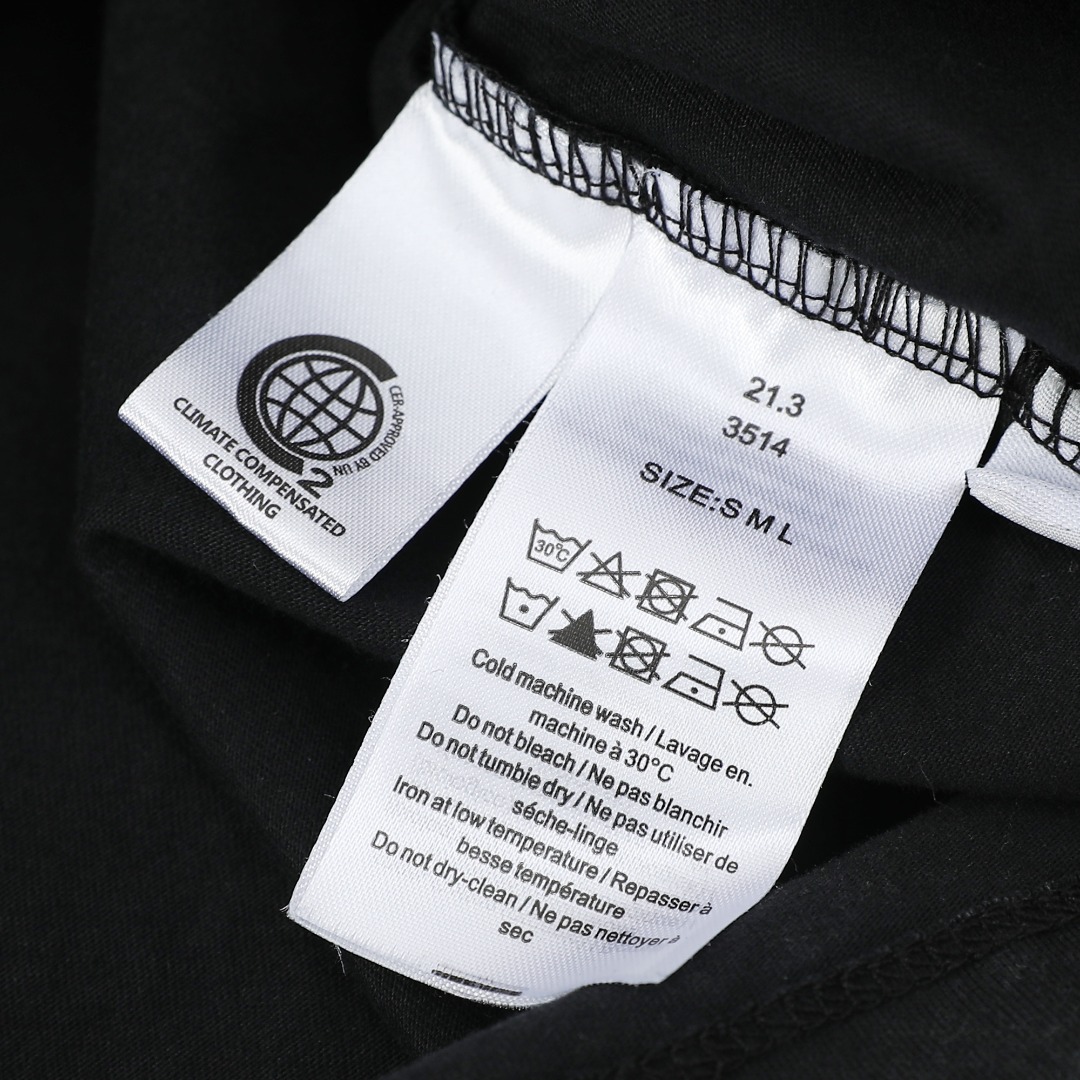 CER-APPROVED BY UN
2
CLIMATE COMPENSATED
CLOTHING
21.3
3514
SIZE:S M L
30°C
Cold machine wash / Lavage en.
machine à 30°C
Do not bleach / Ne pas blanchir
Do not tumbie dry / Ne pas utiliser de
séche-linge
Iron at low temperature / Repasser à
besse température
Do not dry-clean / Ne pas nettoyer à
sec